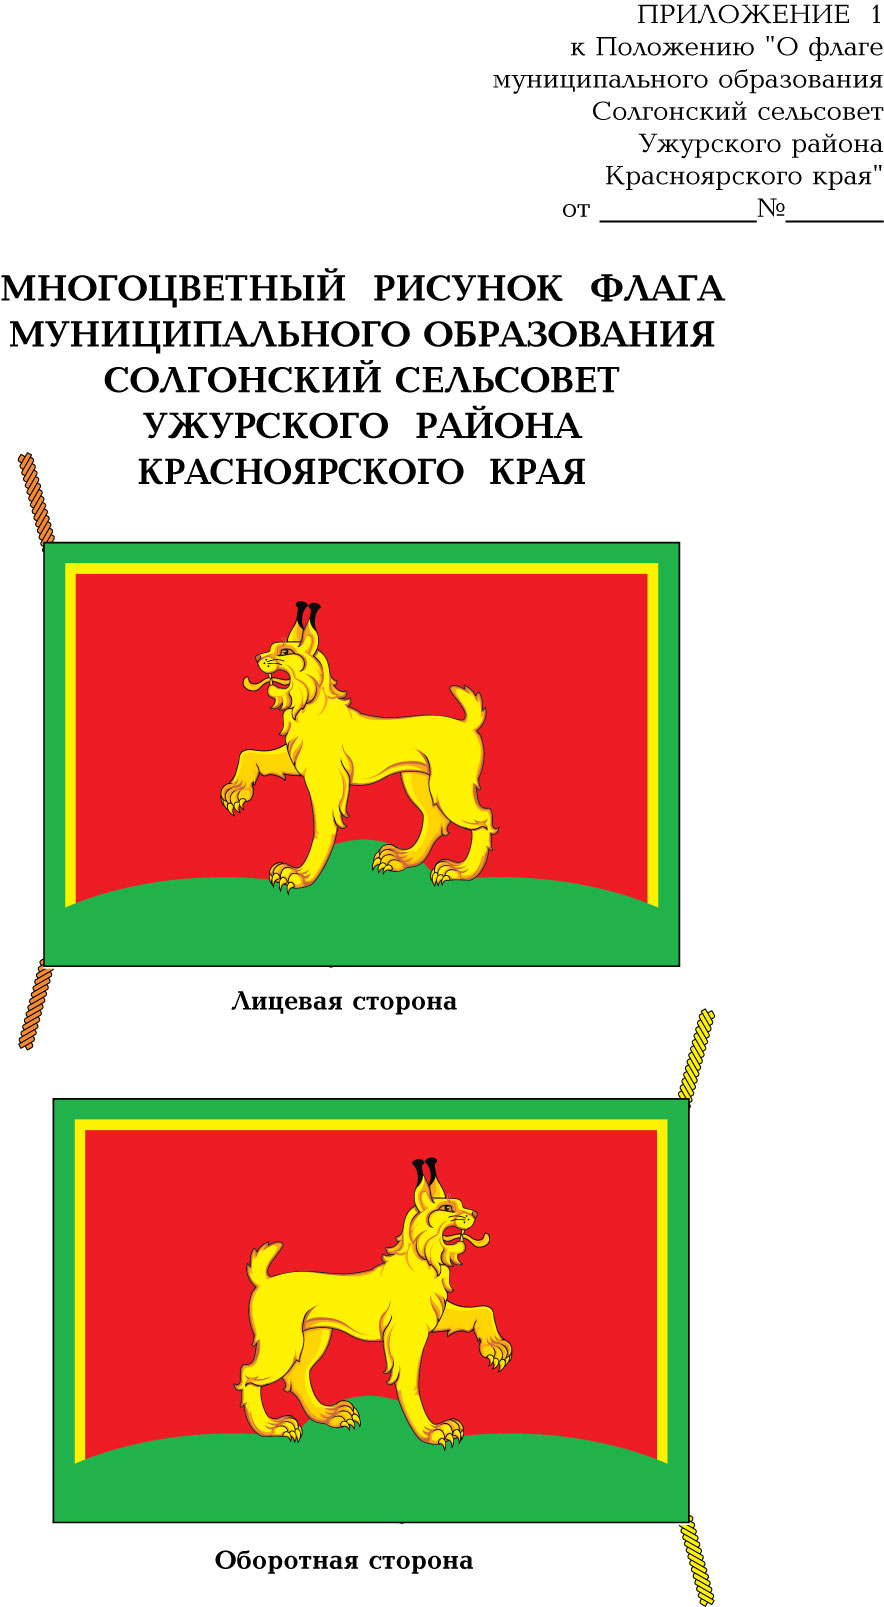 ПРИЛОЖЕНИЕ 1
к Положению "О флаге
муниципального образования
Солгонский сельсовет
Ужурского района
Красноярского края"
от ____________№________
МНОГОЦВЕТНЫЙ РИСУНОК ФЛАГА
МУНИЦИПАЛЬНОГО ОБРАЗОВАНИЯ
СОЛГОНСКИЙ СЕЛЬСОВЕТ
УЖУРСКОГО РАЙОНА
КРАСНОЯРСКОГО КРАЯ
Лицевая сторона
Оборотная сторона